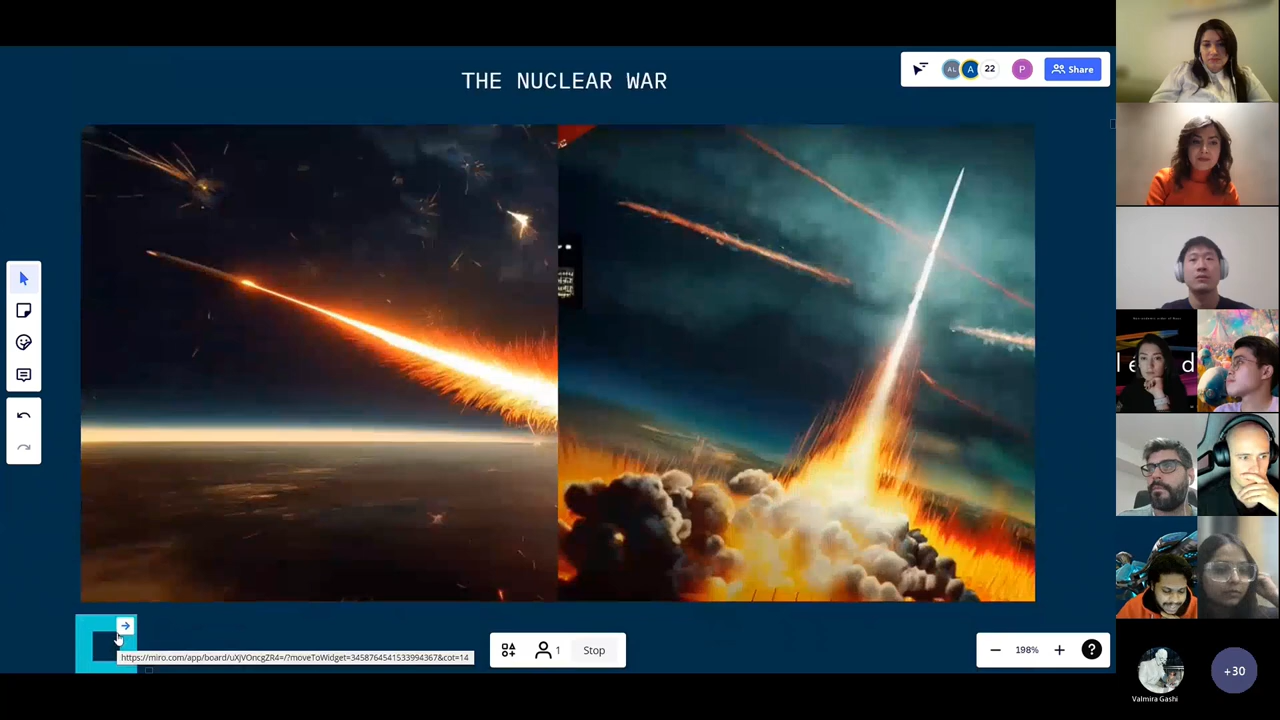 THE NUCLEAR WAR
AL
A
22
P
Share
1
Stop
198%
https://miro.com/app/board/uXjVOncgZR4=/?moveToWidget=3458764541533994367&cot=14
+30
Valmira Gashi